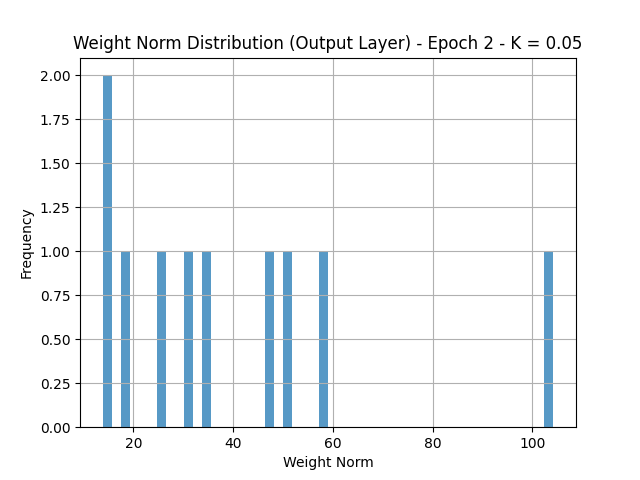 Weight Norm Distribution (Output Layer) - Epoch 2 - K = 0.05
2.00
1.75
1.50
1.25
1.00
0.75
0.50
0.25
0.00
Frequency
20 40 60 80 100
Weight Norm